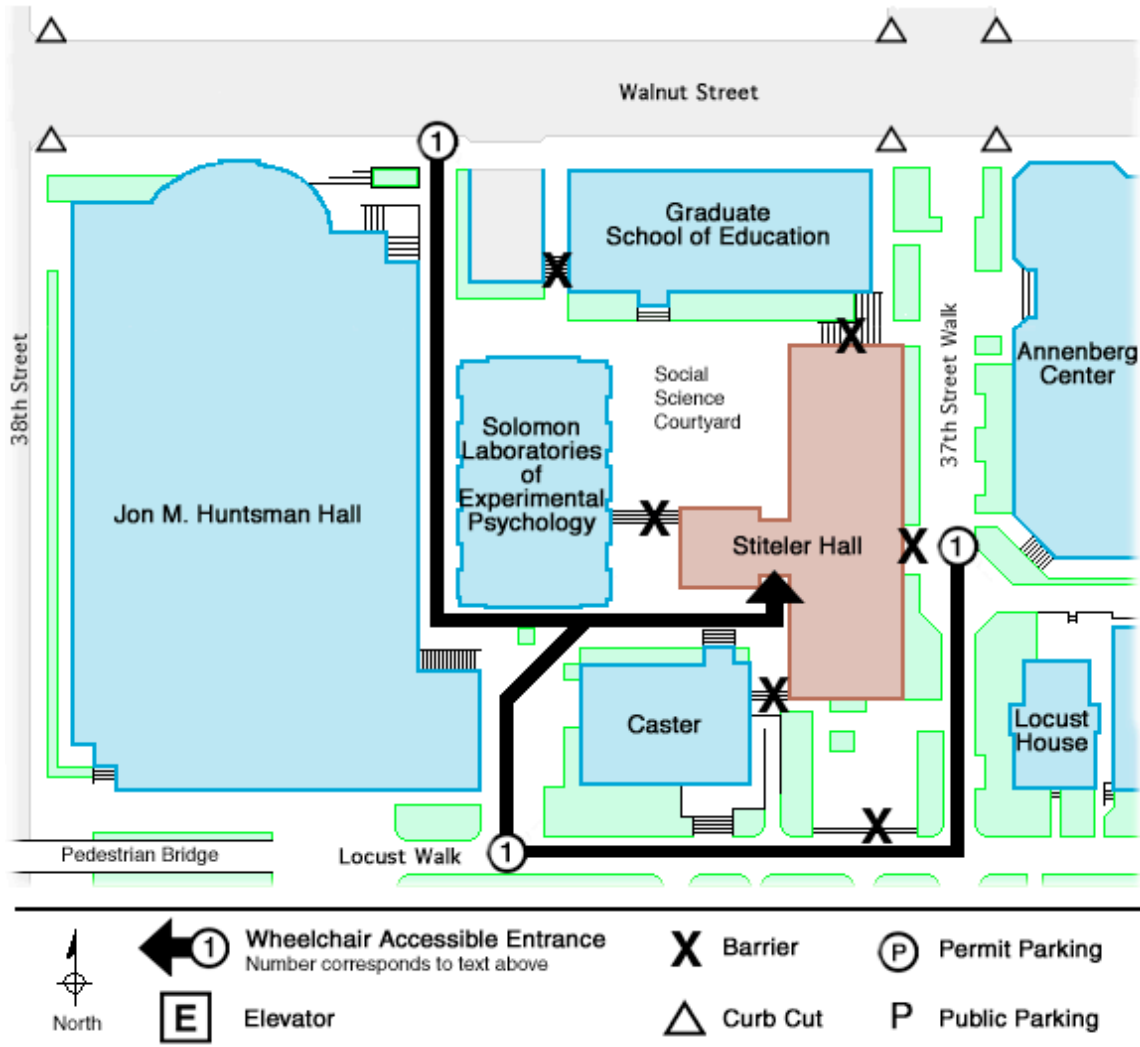 Walnut Street
1
Graduate
School of Education
X
X
38th Street
37th Street Walk
Annenberg
Center
Social
Science
Courtyard
Solomon
Laboratories
of
Experimental
Psychology
Jon M. Huntsman Hall
X
Stiteler Hall
X
1
X
Caster
Locust
House
X
Pedestrian Bridge
Locust Walk
1
North
1
Wheelchair Accessible Entrance
Number corresponds to text above
E
Elevator
X
Barrier
Curb Cut
P
Permit Parking
P
Public Parking